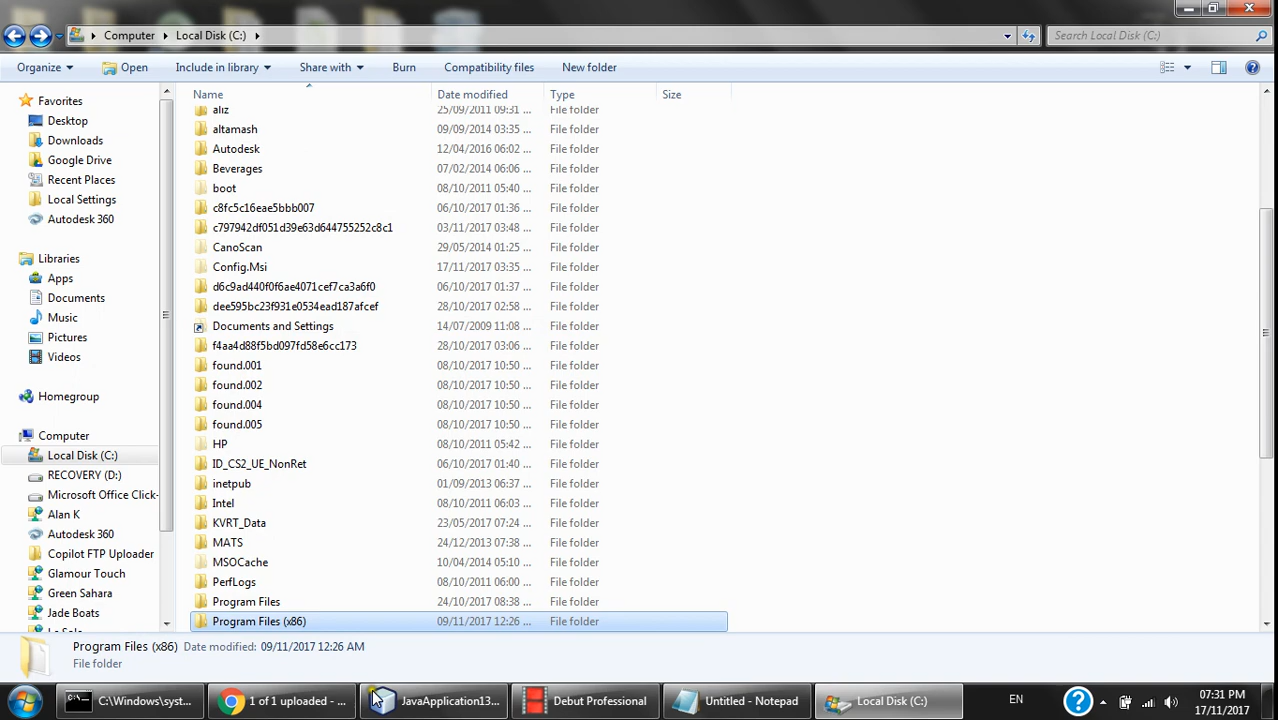 Computer Local Disk (C:) Search Local Disk (C:)
Organize Open Include in library Share with Burn Compatibility files New folder
Name Date modified Type Size
Favorites
Desktop
Downloads
Google Drive
Recent Places
Local Settings
Autodesk 360
Libraries
Apps
Documents
Music
Pictures
Videos
Homegroup
Computer
Local Disk (C:)
RECOVERY (D:)
Microsoft Office Click-
Alan K
Autodesk 360
Copilot FTP Uploader
Glamour Touch
Green Sahara
Jade Boats
aliz 25/09/2011 09:31 ... File folder
altamash 09/09/2014 03:35 ... File folder
Autodesk 12/04/2016 06:02 ... File folder
Beverages 07/02/2014 06:06 ... File folder
boot 08/10/2011 05:40 ... File folder
c8fc5c16eae5bbb007 06/10/2017 01:36 ... File folder
c797942df051d39e63d644755252c8c1 03/11/2017 03:48 ... File folder
CanoScan 29/05/2014 01:25 ... File folder
Config.Msi 17/11/2017 03:35 ... File folder
d6c9ad440f0f6ae4071cef7ca3a6f0 06/10/2017 01:37 ... File folder
dee595bc23f931e0534ead187afcef 28/10/2017 02:58 ... File folder
Documents and Settings 14/07/2009 11:08 ... File folder
f4aa4d88f5bd097fd58e6cc173 28/10/2017 03:06 ... File folder
found.001 08/10/2017 10:50 ... File folder
found.002 08/10/2017 10:50 ... File folder
found.004 08/10/2017 10:50 ... File folder
found.005 08/10/2017 10:50 ... File folder
HP 08/10/2011 05:42 ... File folder
ID_CS2_UE_NonRet 06/10/2017 01:40 ... File folder
inetpub 01/09/2013 06:37 ... File folder
Intel 08/10/2011 06:03 ... File folder
KVRT_Data 23/05/2017 07:24 ... File folder
MATS 24/12/2013 07:38 ... File folder
MSOCache 10/04/2014 05:10 ... File folder
PerfLogs 08/10/2011 06:00 ... File folder
Program Files 24/10/2017 08:38 ... File folder
Program Files (x86) 09/11/2017 12:26 ... File folder
Program Files (x86) Date modified: 09/11/2017 12:26 AM
File folder
C:\Windows\syst... 1 of 1 uploaded - ... JavaApplication13... Debut Professional Untitled - Notepad Local Disk (C:) EN 07:31 PM
17/11/2017